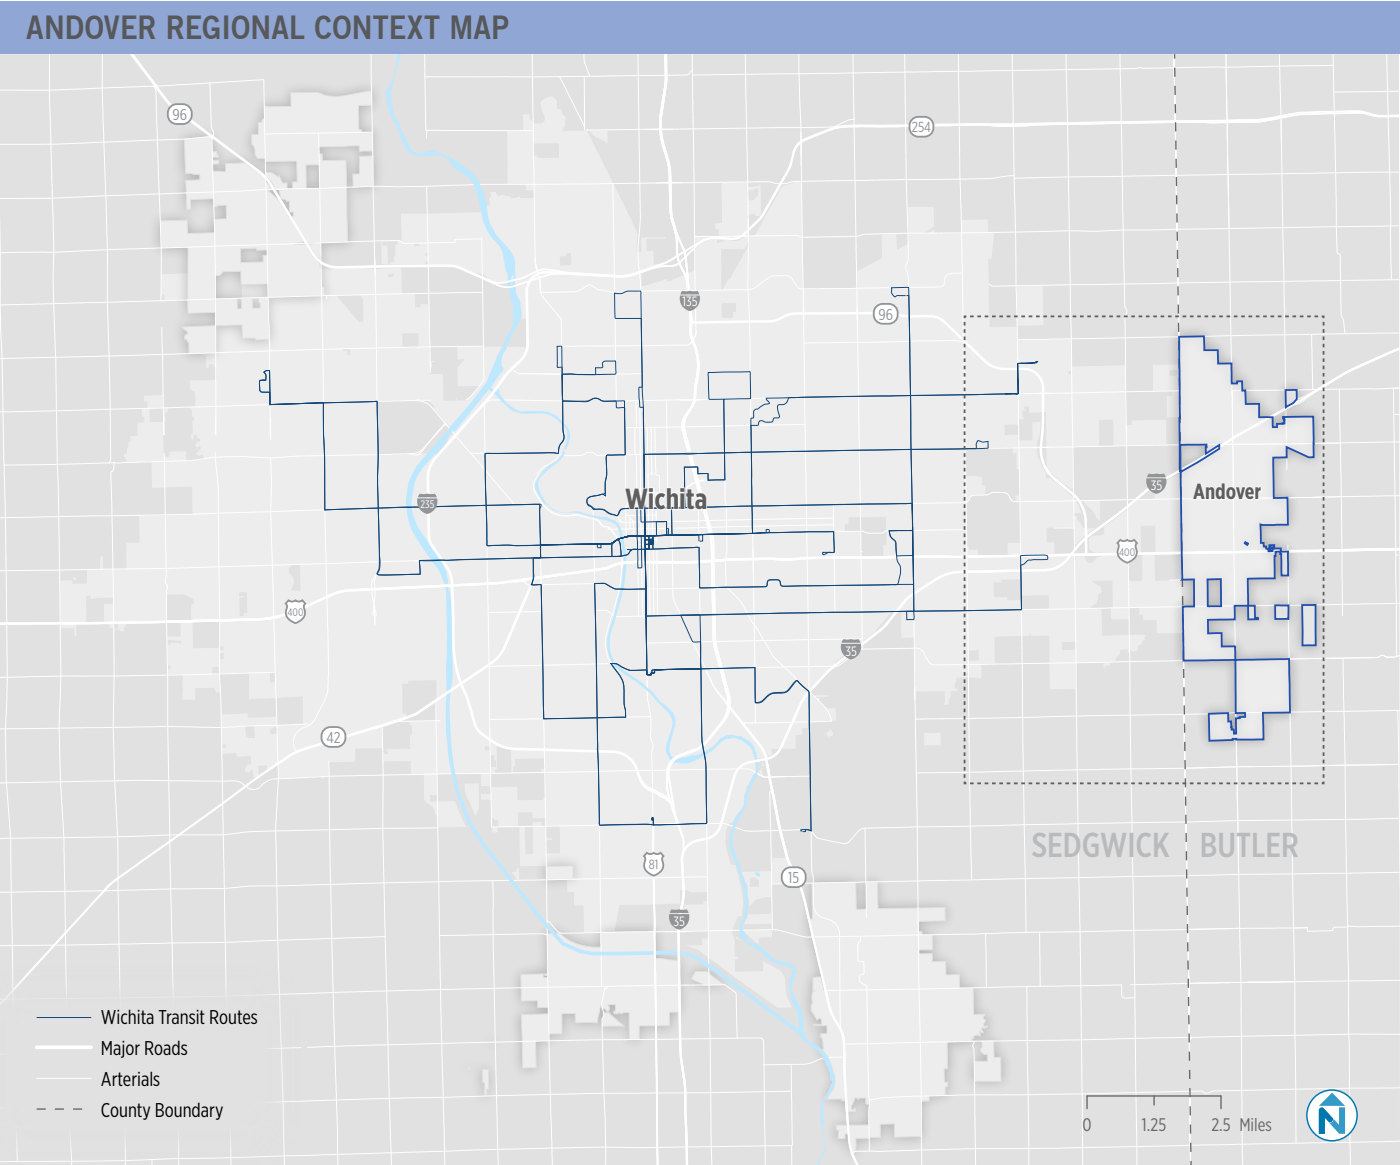 ANDOVER REGIONAL CONTEXT MAP
96
254
135
96
Wichita
235
35
Andover
400
400
35
42
SEDGWICK
BUTLER
81
15
35
Wichita Transit Routes
Major Roads
Arterials
County Boundary
0
1.25
2.5 Miles
N